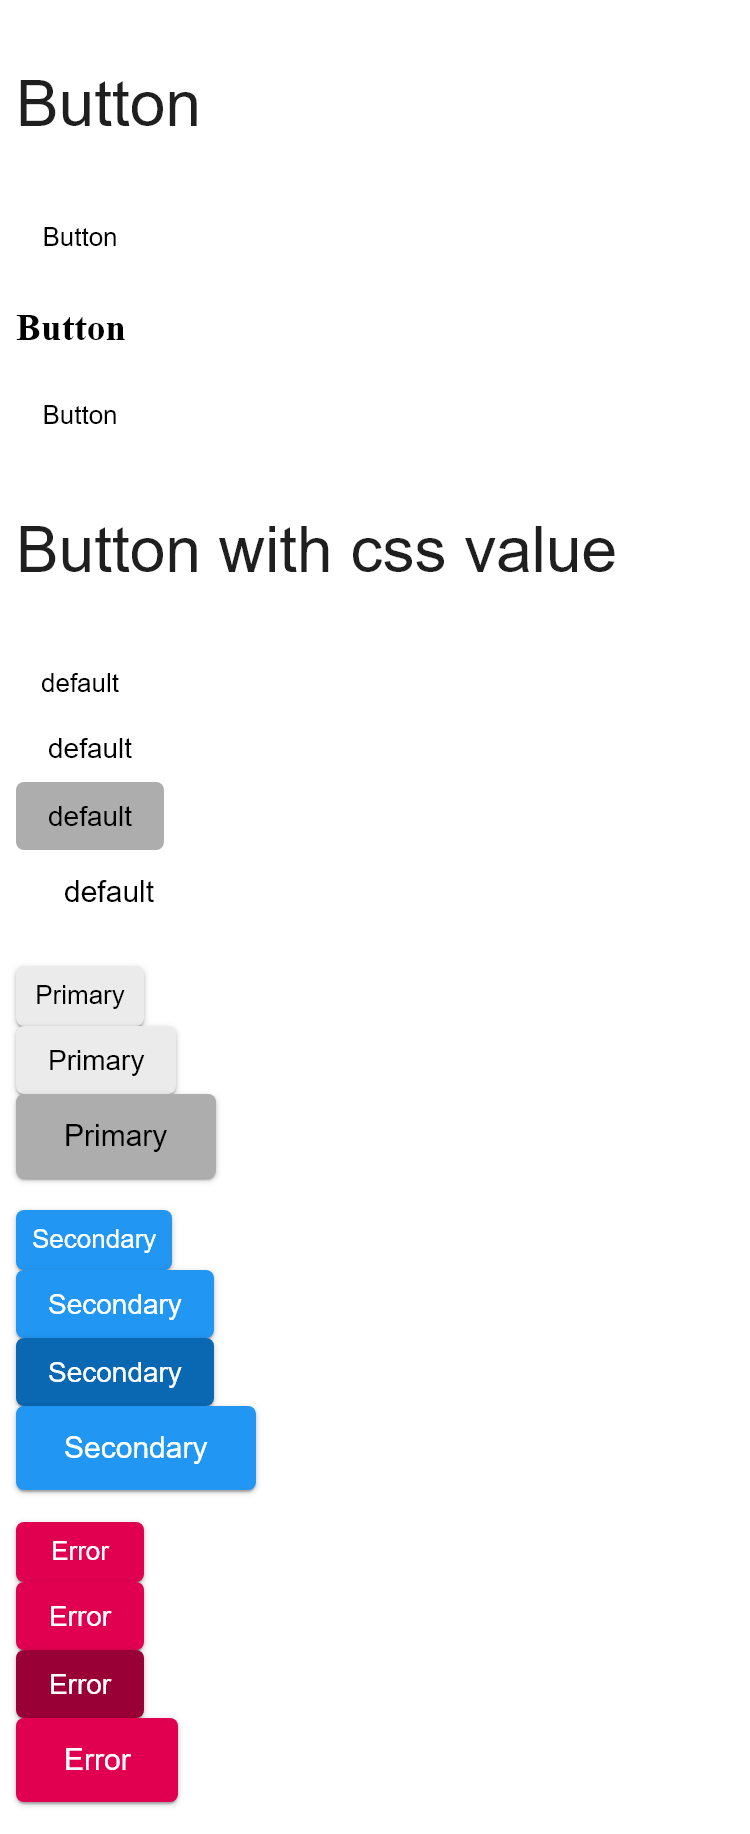 Button
Button
Button
Button
Button with css value
default
default
default
default
Primary
Primary
Primary
Secondary
Secondary
Secondary
Secondary
Error
Error
Error
Error